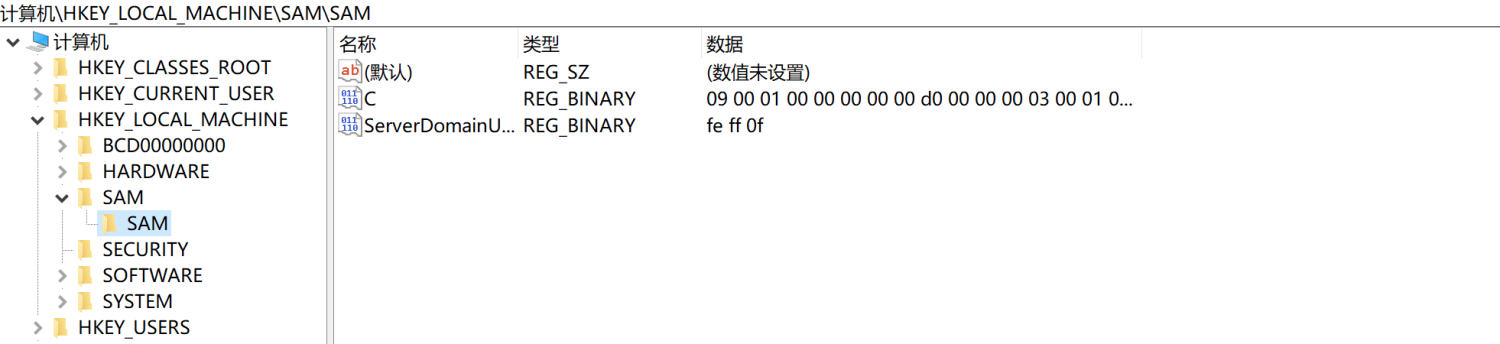 计算机\HKEY_LOCAL_MACHINE\SAM\SAM
计算机
HKEY_CLASSES_ROOT
HKEY_CURRENT_USER
HKEY_LOCAL_MACHINE
BCD00000000
HARDWARE
SAM
SAM
SECURITY
SOFTWARE
SYSTEM
HKEY_USERS
名称 类型 数据
(默认) REG_SZ (数值未设置)
C REG_BINARY 09 00 01 00 00 00 00 00 d0 00 00 00 03 00 01 0...
ServerDomainU... REG_BINARY fe ff 0f